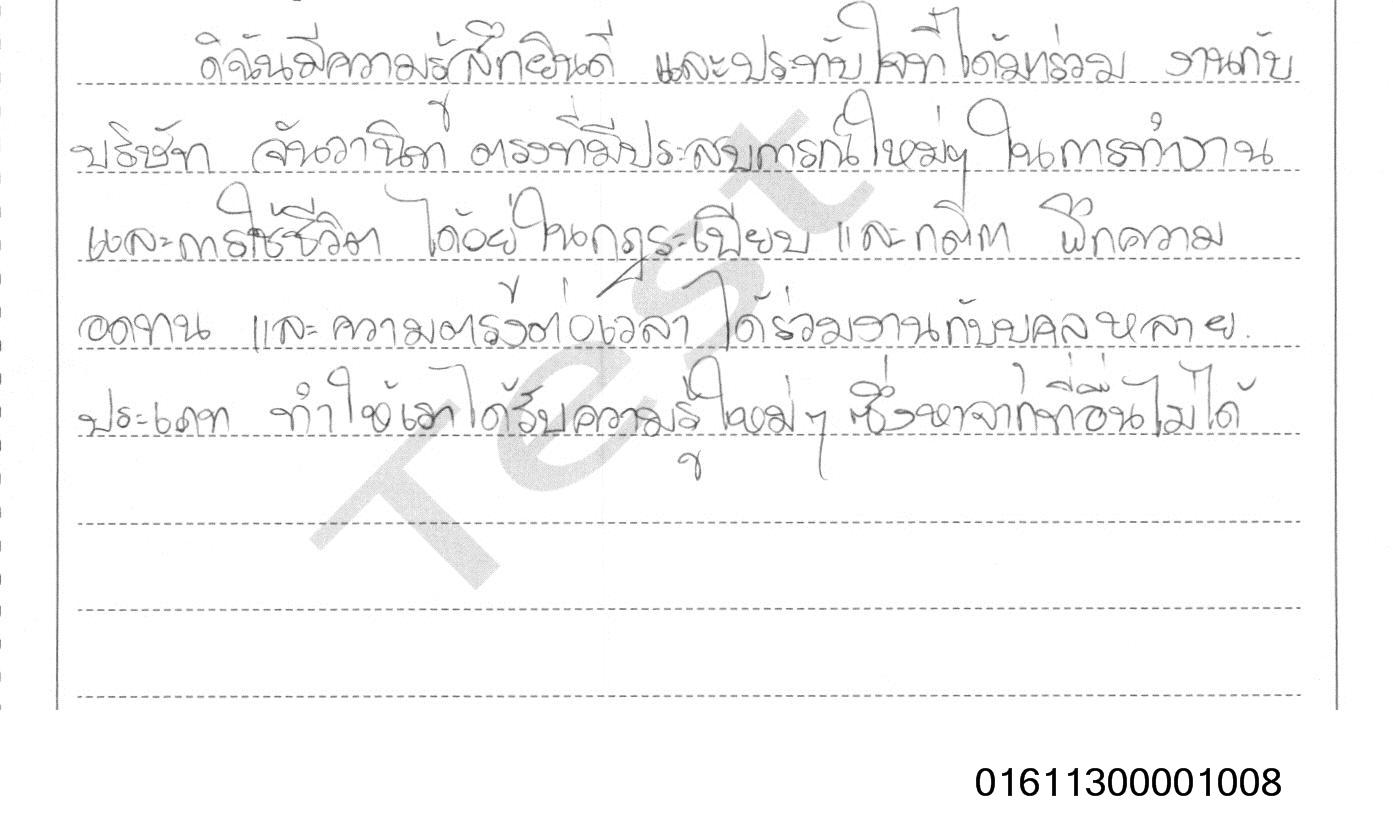 ดิฉันมีความรู้สึกยินดี และประทับใจที่ได้มาร่วม งานกับ
บริษัท จันวานิชา ตรงที่มีประสบการณ์ใหม่ๆ ในการทำงาน
และการใช้ชีวิต ได้อยู่ในกฎระเบียบ และกติกา ฝึกความ
อดทน และความตรงต่อเวลา ได้ร่วมงานกับบุคคลหลาย
ประเภท ทำให้เราได้รับความรู้ใหม่ๆ ซึ่งหาจากที่อื่นไม่ได้
Test
01611300001008